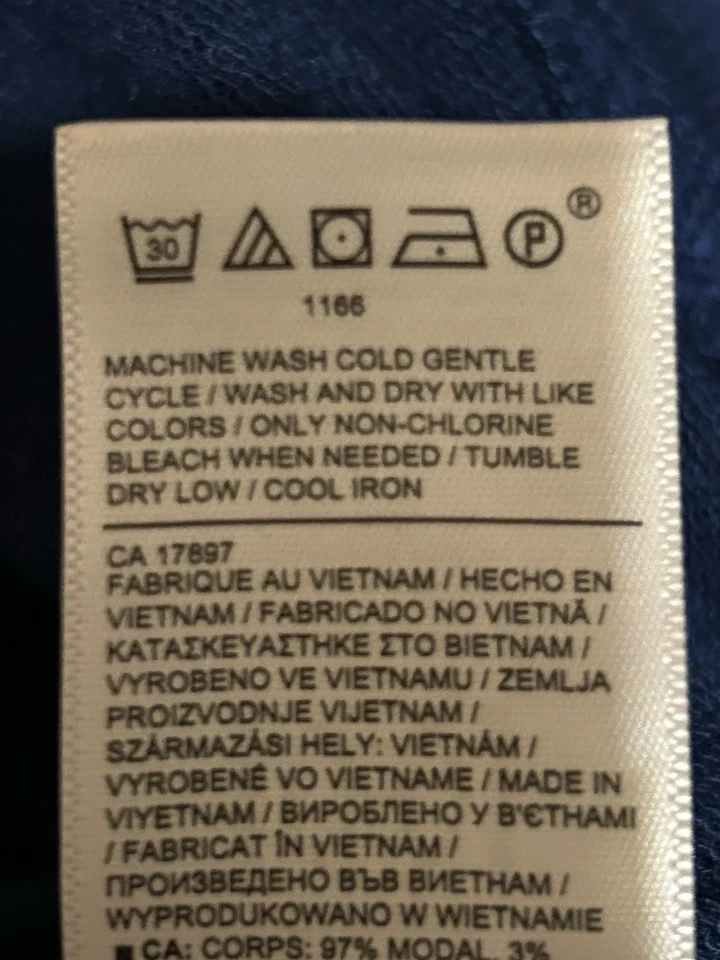 30 P ®
1166
MACHINE WASH COLD GENTLE
CYCLE / WASH AND DRY WITH LIKE
COLORS / ONLY NON-CHLORINE
BLEACH WHEN NEEDED / TUMBLE
DRY LOW / COOL IRON
CA 17897
FABRIQUE AU VIETNAM / HECHO EN
VIETNAM / FABRICADO NO VIETNÃ /
ΚΑΤΑΣΚΕΥΑΣΤΗΚΕ ΣΤΟ ΒΙΕΤΝΑΜ /
VYROBENO VE VIETNAMU / ZEMLJA
PROIZVODNJE VIJETNAM /
SZÁRMAZÁSI HELY: VIETNÁM /
VYROBENÉ VO VIETNAME / MADE IN
VIYETNAM / ВИРОБЛЕНО У В'ЄТНАМІ
/ FABRICAT ÎN VIETNAM /
ПРОИЗВЕДЕНО ВЪВ ВИЕТНАМ /
WYPRODUKOWANO W WIETNAMIE
■ CA: CORPS: 97% MODAL, 3%